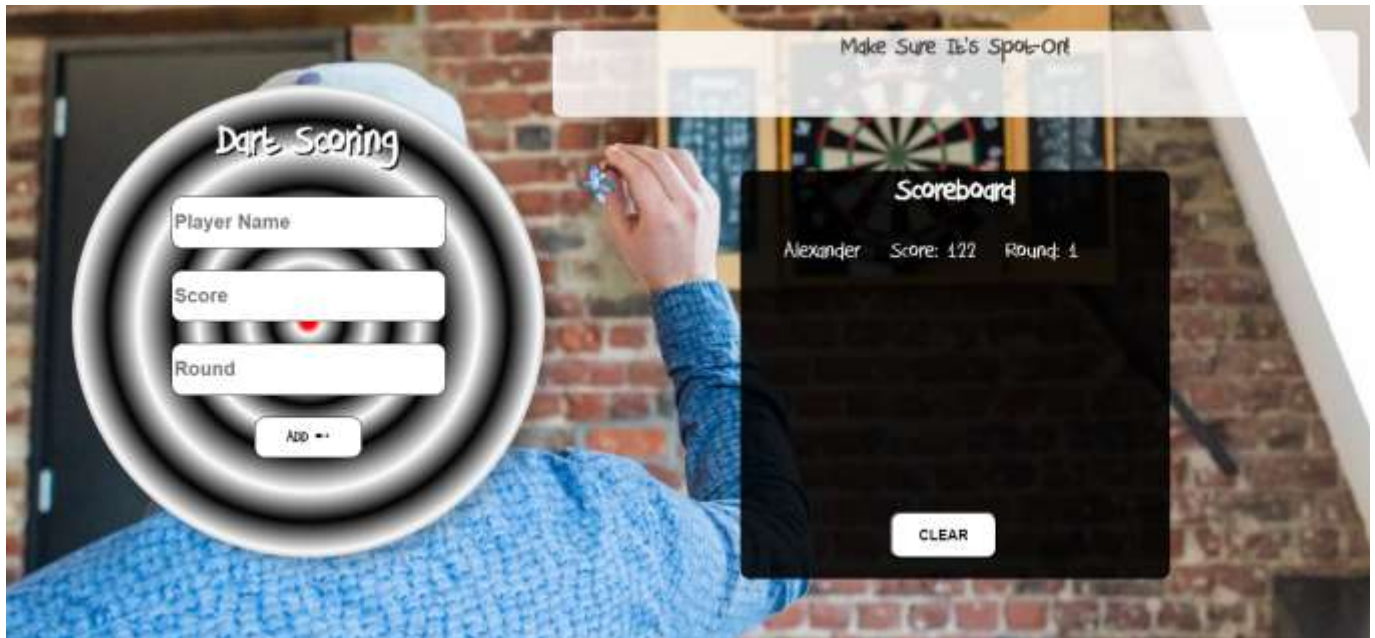 Make Sure It's Spot-On!
Dart Scoring
Player Name
Score
Round
ADD
Scoreboard
Alexander Score: 122 Round: 1
CLEAR